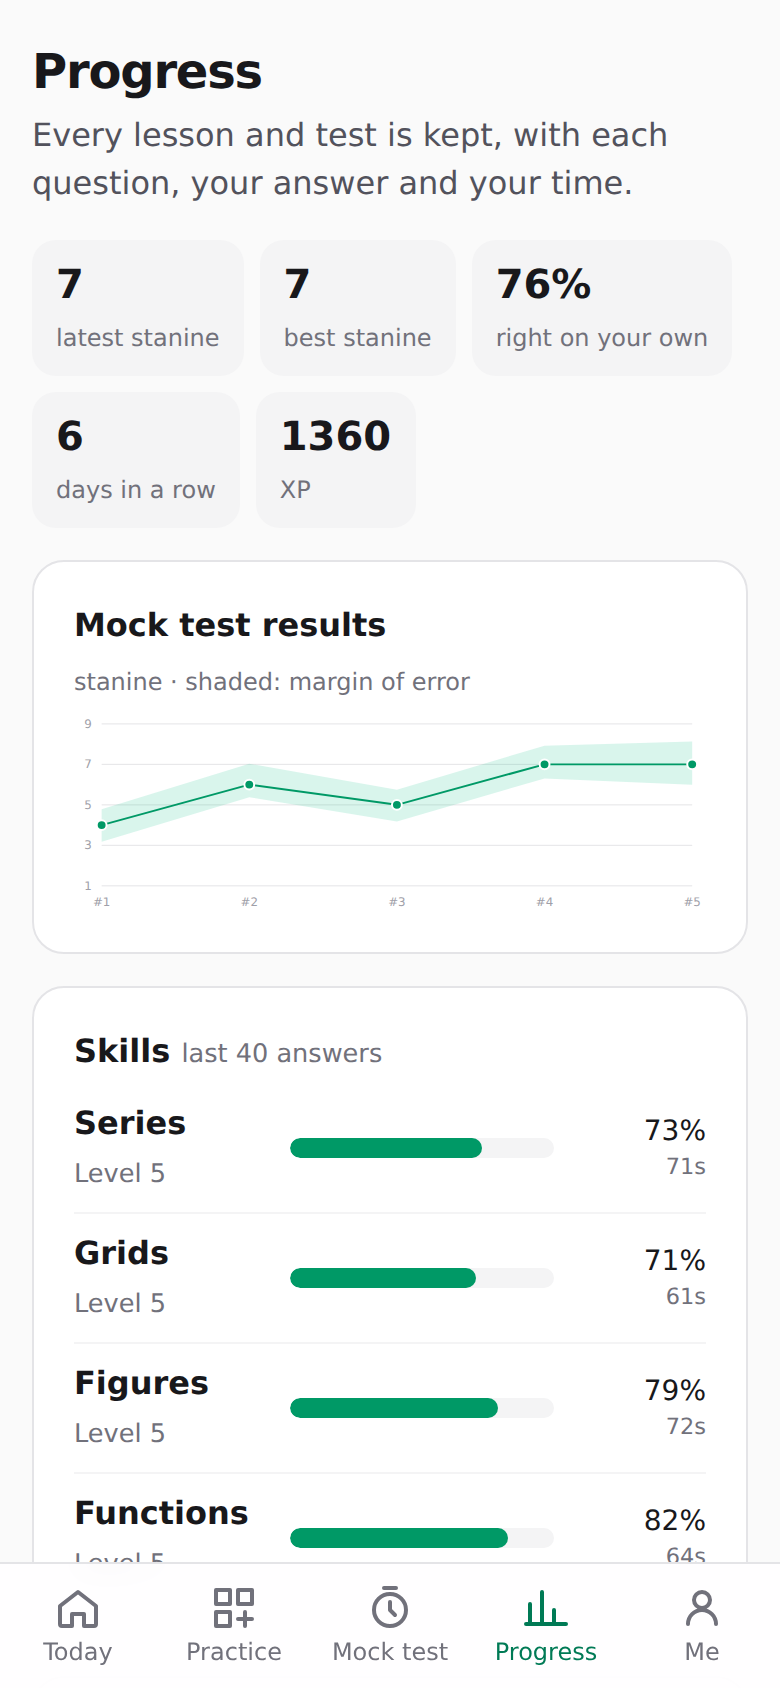 Progress
Every lesson and test is kept, with each
question, your answer and your time.
7
latest stanine
7
best stanine
76%
right on your own
6
days in a row
1360
XP
Mock test results
stanine · shaded: margin of error
9
7
5
3
1
#1 #2 #3 #4 #5
Skills last 40 answers
Series
Level 5
73%
71s
Grids
Level 5
71%
61s
Figures
Level 5
79%
72s
Functions
Level 5
82%
64s
Today Practice Mock test Progress Me